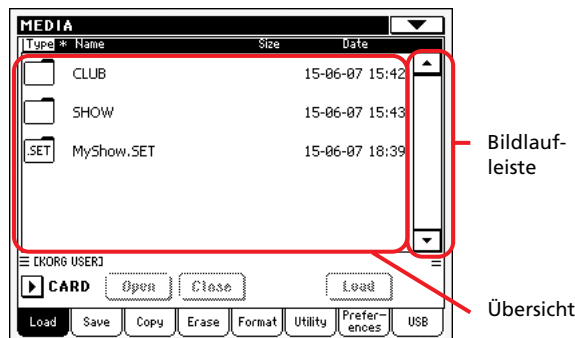 MEDIA
Type * Name Size Date
CLUB 15-06-07 15:42
SHOW 15-06-07 15:43
.SET MyShow.SET 15-06-07 18:39
[KORG USER]
CARD Open Close Load
Load Save Copy Erase Format Utility Prefer-
ences USB
Bildlauf-
leiste
Übersicht